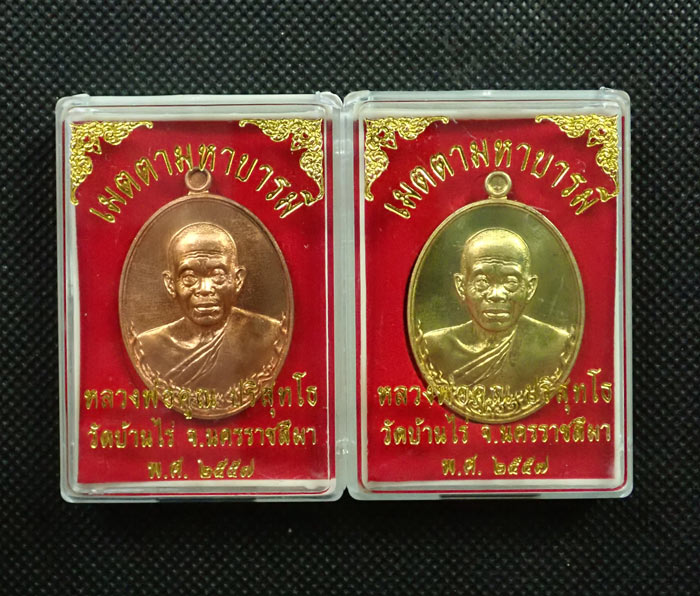 เมตตามหาบารมี
หลวงพ่อคูณ ปริสุทโธ
วัดบ้านไร่ จ.นครราชสีมา
พ.ศ. ๒๕๕๗
เมตตามหาบารมี
หลวงพ่อคูณ ปริสุทโธ
วัดบ้านไร่ จ.นครราชสีมา
พ.ศ. ๒๕๕๗